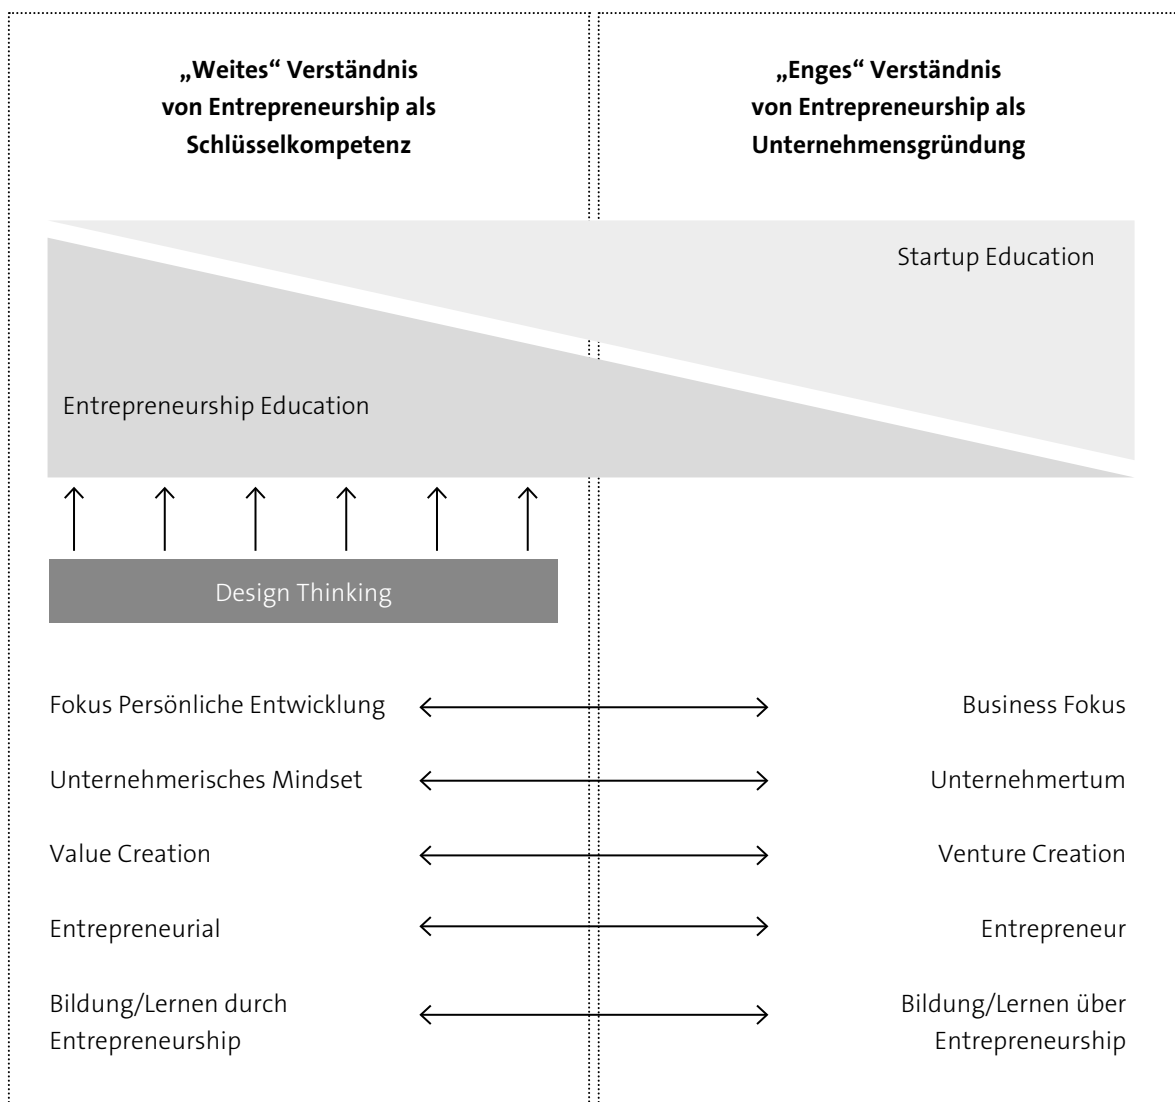 „Weites“ Verständnis
von Entrepreneurship als
Schlüsselkompetenz
„Enges“ Verständnis
von Entrepreneurship als
Unternehmensgründung
Startup Education
Entrepreneurship Education
Design Thinking
Fokus Persönliche Entwicklung
Business Fokus
Unternehmerisches Mindset
Unternehmertum
Value Creation
Venture Creation
Entrepreneurial
Entrepreneur
Bildung/Lernen durch
Entrepreneurship
Bildung/Lernen über
Entrepreneurship